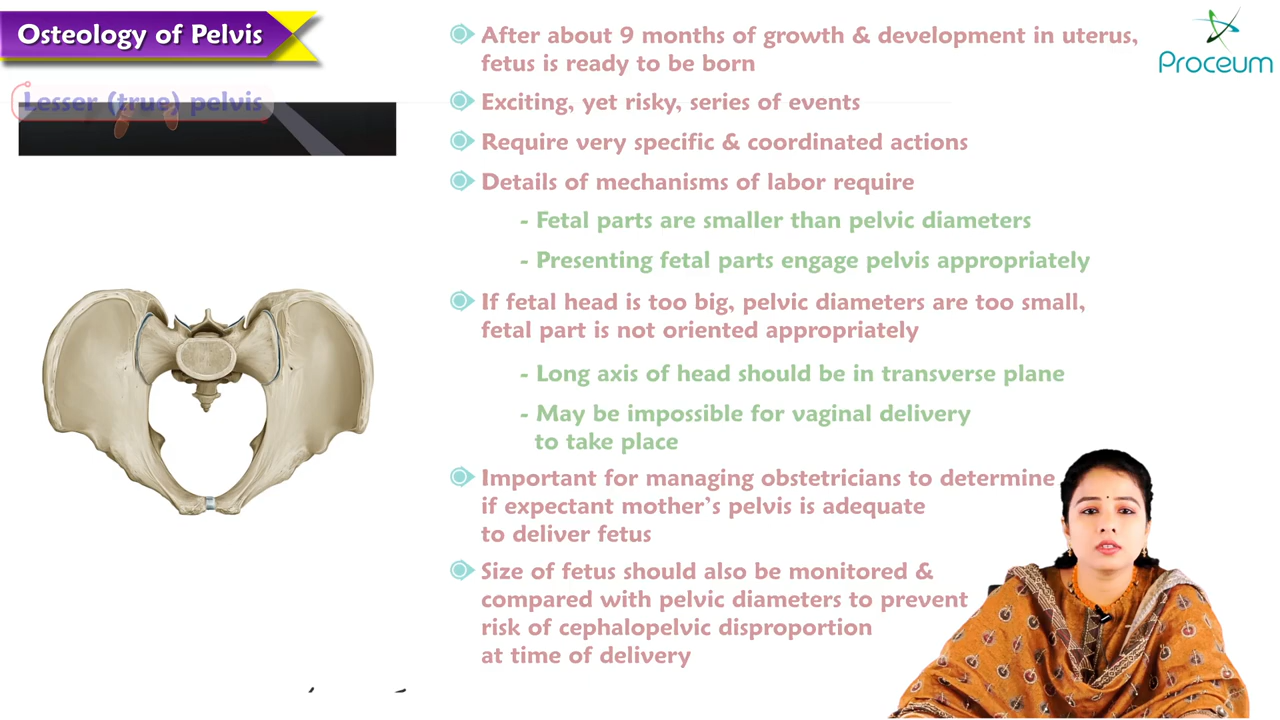 Osteology of Pelvis
Lesser (true) pelvis
After about 9 months of growth & development in uterus,
fetus is ready to be born
Exciting, yet risky, series of events
Require very specific & coordinated actions
Details of mechanisms of labor require
- Fetal parts are smaller than pelvic diameters
- Presenting fetal parts engage pelvis appropriately
If fetal head is too big, pelvic diameters are too small,
fetal part is not oriented appropriately
- Long axis of head should be in transverse plane
- May be impossible for vaginal delivery
to take place
Important for managing obstetricians to determine
if expectant mother's pelvis is adequate
to deliver fetus
Size of fetus should also be monitored &
compared with pelvic diameters to prevent
risk of cephalopelvic disproportion
at time of delivery
Proceum